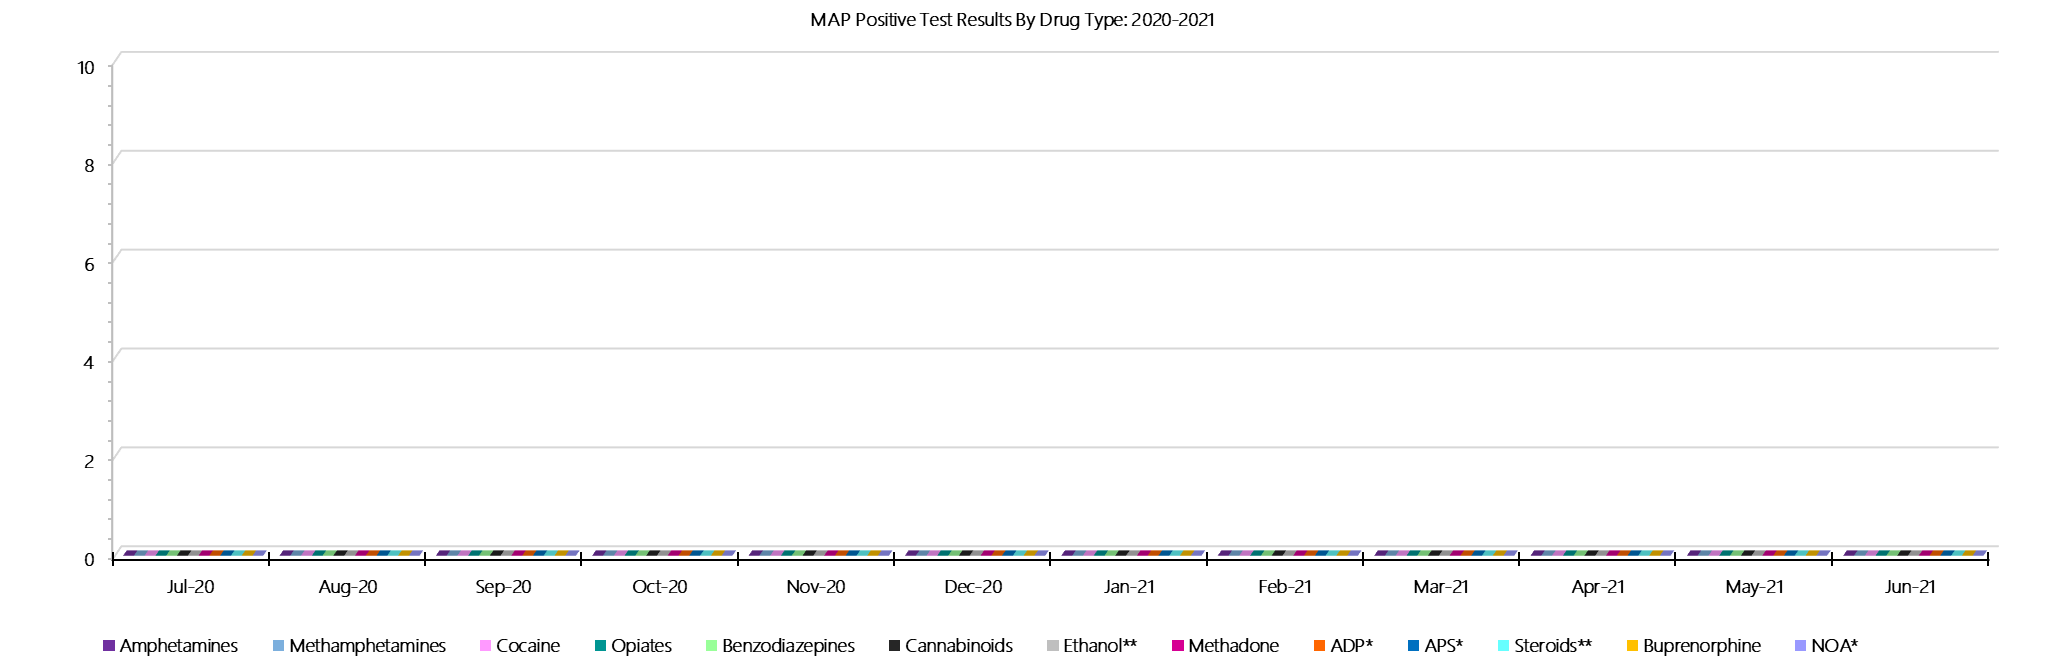 MAP Positive Test Results By Drug Type: 2020-2021
10
8
6
4
2
0
Jul-20 Aug-20 Sep-20 Oct-20 Nov-20 Dec-20 Jan-21 Feb-21 Mar-21 Apr-21 May-21 Jun-21
Amphetamines Methamphetamines Cocaine Opiates Benzodiazepines Cannabinoids Ethanol** Methadone ADP* APS* Steroids** Buprenorphine NOA*